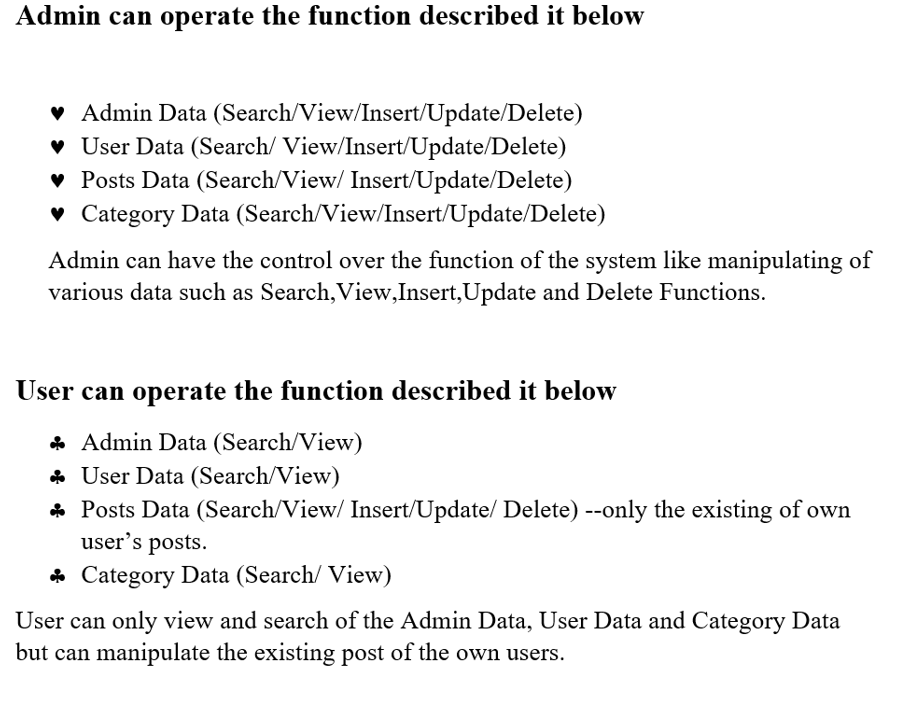 Admin can operate the function described it below
♥ Admin Data (Search/View/Insert/Update/Delete)
♥ User Data (Search/ View/Insert/Update/Delete)
♥ Posts Data (Search/View/ Insert/Update/Delete)
♥ Category Data (Search/View/Insert/Update/Delete)
Admin can have the control over the function of the system like manipulating of
various data such as Search,View,Insert,Update and Delete Functions.
User can operate the function described it below
♣ Admin Data (Search/View)
♣ User Data (Search/View)
♣ Posts Data (Search/View/ Insert/Update/ Delete) --only the existing of own
user’s posts.
♣ Category Data (Search/ View)
User can only view and search of the Admin Data, User Data and Category Data
but can manipulate the existing post of the own users.